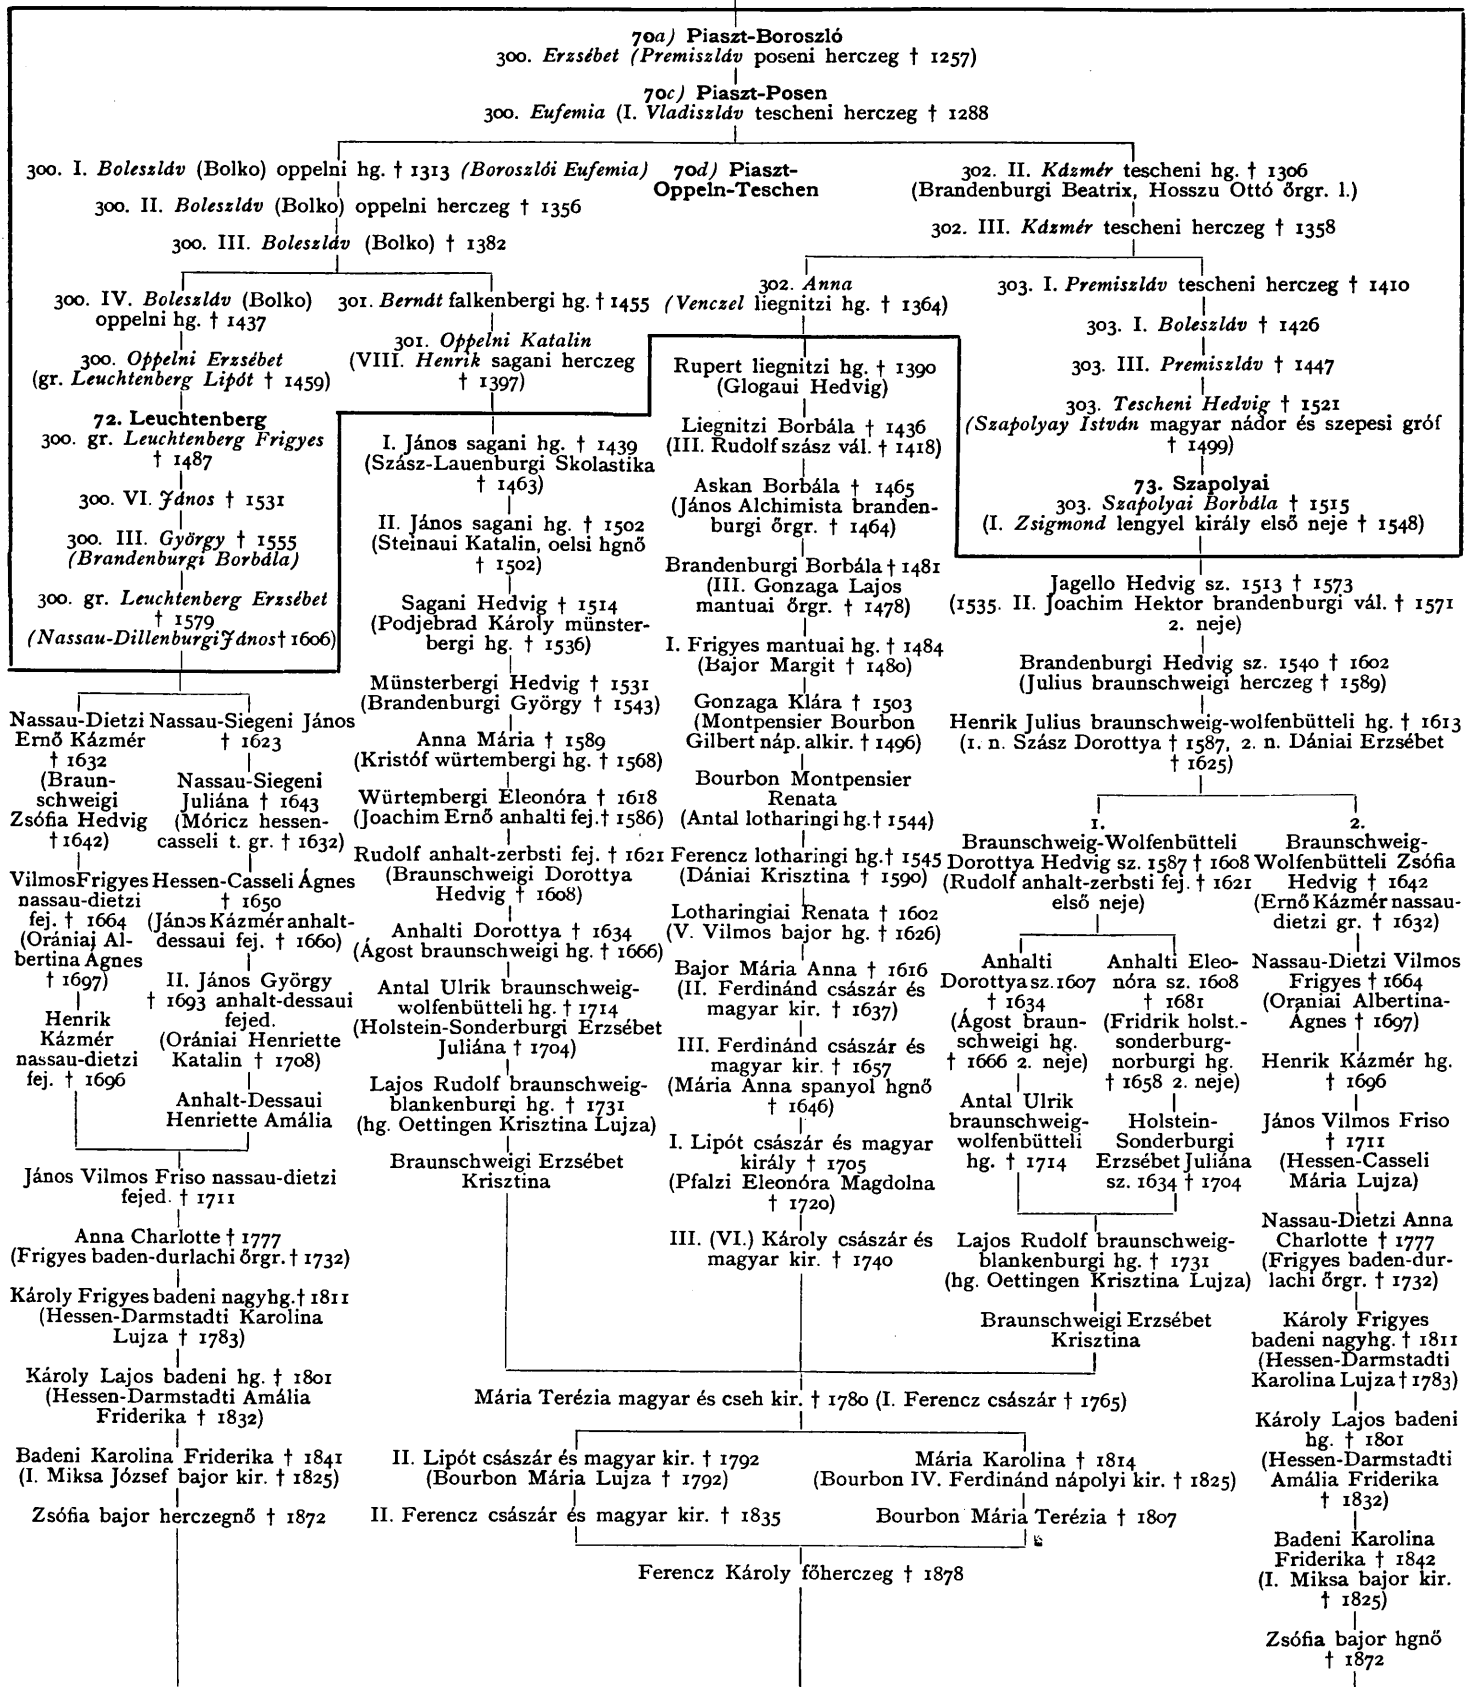 70a) Piaszt-Boroszló
300. Erzsébet (Premiszláv poseni herczeg † 1257)
70c) Piaszt-Posen
300. Eufemia (I. Vladiszláv tescheni herczeg † 1288
300. I. Boleszláv (Bolko) oppelni hg. † 1313 (Boroszlói Eufemia)
300. II. Boleszláv (Bolko) oppelni herczeg † 1356
300. III. Boleszláv (Bolko) † 1382
70d) Piaszt-
Oppeln-Teschen
302. II. Kázmér tescheni hg. † 1306
(Brandenburgi Beatrix, Hosszu Ottó őrgr. l.)
302. III. Kázmér tescheni herczeg † 1358
300. IV. Boleszláv (Bolko)
oppelni hg. † 1437
300. Oppelni Erzsébet
(gr. Leuchtenberg Lipót † 1459)
72. Leuchtenberg
300. gr. Leuchtenberg Frigyes
† 1487
300. VI. János † 1531
300. III. György † 1555
(Brandenburgi Borbála)
300. gr. Leuchtenberg Erzsébet
† 1579
(Nassau-Dillenburgi János † 1606)
301. Bernát falkenbergi hg. † 1455
301. Oppelni Katalin
(VIII. Henrik sagani herczeg
† 1397)
302. Anna
(Venczel liegnitzi hg. † 1364)
303. I. Premiszláv tescheni herczeg † 1410
303. I. Boleszláv † 1426
303. III. Premiszláv † 1447
303. Tescheni Hedvig † 1521
(Szapolyay István magyar nádor és szepesi gróf
† 1499)
73. Szapolyai
303. Szapolyai Borbála † 1515
(I. Zsigmond lengyel király első neje † 1548)
Nassau-Dietzi
Ernő Kázmér
† 1632
(Braun-
schweigi
Zsófia Hedvig
† 1642)
Vilmos Frigyes
nassau-dietzi
fej. † 1664
(Orániai Al-
bertina Ágnes
† 1697)
Henrik
Kázmér
nassau-dietzi
fej. † 1696
Nassau-Siegeni János
† 1623
Nassau-Siegeni
Juliána † 1643
(Móricz hessen-
casseli t. gr. † 1632)
Hessen-Casseli Ágnes
† 1650
(János Kázmér anhalt-
dessaui fej. † 1660)
II. János György
† 1693 anhalt-dessaui
fejed.
(Orániai Henriette
Katalin † 1708)
Anhalt-Dessaui
Henriette Amália
János Vilmos Friso nassau-dietzi
fejed. † 1711
Anna Charlotte † 1777
(Frigyes baden-durlachi őrgr. † 1732)
Károly Frigyes badeni nagyhg. † 1811
(Hessen-Darmstadti Karolina
Lujza † 1783)
Károly Lajos badeni hg. † 1801
(Hessen-Darmstadti Amália
Friderika † 1832)
Badeni Karolina Friderika † 1841
(I. Miksa József bajor kir. † 1825)
Zsófia bajor herczegnő † 1872
I. János sagani hg. † 1439
(Szász-Lauenburgi Skolastika
† 1463)
II. János sagani hg. † 1502
(Steinaui Katalin, oelsi hgnő
† 1502)
Sagani Hedvig † 1514
(Podjebrad Károly münster-
bergi hg. † 1536)
Münsterbergi Hedvig † 1531
(Brandenburgi György † 1543)
Anna Mária † 1589
(Kristóf würtembergi hg. † 1568)
Würtembergi Eleonóra † 1618
(Joachim Ernő anhalti fej. † 1586)
Rudolf anhalt-zerbsti fej. † 1621
(Braunschweigi Dorottya
Hedvig † 1608)
Anhalti Dorottya † 1634
(Ágost braunschweigi hg. † 1666)
Antal Ulrik braunschweig-
wolfenbütteli hg. † 1714
(Holstein-Sonderburgi Erzsébet
Juliána † 1704)
Lajos Rudolf braunschweig-
blankenburgi hg. † 1731
(hg. Oettingen Krisztina Lujza)
Braunschweigi Erzsébet
Krisztina
Rupert liegnitzi hg. † 1390
(Glogaui Hedvig)
Liegnitzi Borbála † 1436
(III. Rudolf szász vál. † 1418)
Askan Borbála † 1465
(János Alchimista branden-
burgi őrgr. † 1464)
Brandenburgi Borbála † 1481
(III. Gonzaga Lajos
mantuai őrgr. † 1478)
I. Frigyes mantuai hg. † 1484
(Bajor Margit † 1480)
Gonzaga Klára † 1503
(Montpensier Bourbon
Gilbert náp. alkir. † 1496)
Bourbon Montpensier
Renata
(Antal lotharingi hg. † 1544)
Ferencz lotharingi hg. † 1545
(Dániai Krisztina † 1590)
Lotharingiai Renata † 1602
(V. Vilmos bajor hg. † 1626)
Bajor Mária Anna † 1616
(II. Ferdinánd császár és
magyar kir. † 1637)
III. Ferdinánd császár és
magyar kir. † 1657
(Mária Anna spanyol hgnő
† 1646)
I. Lipót császár és magyar
király † 1705
(Pfalzi Eleonóra Magdolna
† 1720)
III. (VI.) Károly császár és
magyar kir. † 1740
Jagello Hedvig sz. 1513 † 1573
(1535. II. Joachim Hektor brandenburgi vál. † 1571
2. neje)
Brandenburgi Hedvig sz. 1540 † 1602
(Julius braunschweigi herczeg † 1589)
Henrik Julius braunschweig-wolfenbütteli hg. † 1613
(1. n. Szász Dorottya † 1587, 2. n. Dániai Erzsébet
† 1625)
1.
Braunschweig-Wolfenbütteli
Dorottya Hedvig sz. 1587 † 1608
(Rudolf anhalt-zerbsti fej. † 1621
első neje)
Anhalti
Dorottya sz. 1607
† 1634
(Ágost braun-
schweigi hg.
† 1666 2. neje)
Antal Ulrik
braunschweig-
wolfenbütteli
hg. † 1714
Anhalti Eleo-
nóra sz. 1608
† 1681
(Fridrik holst.-
sonderburg-
norburgi hg.
† 1658 2. neje)
Holstein-
Sonderburgi
Erzsébet Juliána
sz. 1634 † 1704
Lajos Rudolf braunschweig-
blankenburgi hg. † 1731
(hg. Oettingen Krisztina Lujza)
Braunschweigi Erzsébet
Krisztina
2.
Braunschweig-
Wolfenbütteli Zsófia
Hedvig † 1642
(Ernő Kázmér nassau-
dietzi gr. † 1632)
Nassau-Dietzi Vilmos
Frigyes † 1664
(Oraniai Albertina-
Ágnes † 1697)
Henrik Kázmér hg.
† 1696
János Vilmos Friso
† 1711
(Hessen-Casseli
Mária Lujza)
Nassau-Dietzi Anna
Charlotte † 1777
(Frigyes baden-dur-
lachi őrgr. † 1732)
Károly Frigyes
badeni nagyhg. † 1811
(Hessen-Darmstadti
Karolina Lujza † 1783)
Károly Lajos badeni
hg. † 1801
(Hessen-Darmstadti
Amália Friderika
† 1832)
Badeni Karolina
Friderika † 1842
(I. Miksa bajor kir.
† 1825)
Zsófia bajor hgnő
† 1872
Mária Terézia magyar és cseh kir. † 1780 (I. Ferencz császár † 1765)
II. Lipót császár és magyar kir. † 1792
(Bourbon Mária Lujza † 1792)
II. Ferencz császár és magyar kir. † 1835
Mária Karolina † 1814
(Bourbon IV. Ferdinánd nápolyi kir. † 1825)
Bourbon Mária Terézia † 1807
Ferencz Károly főherczeg † 1878